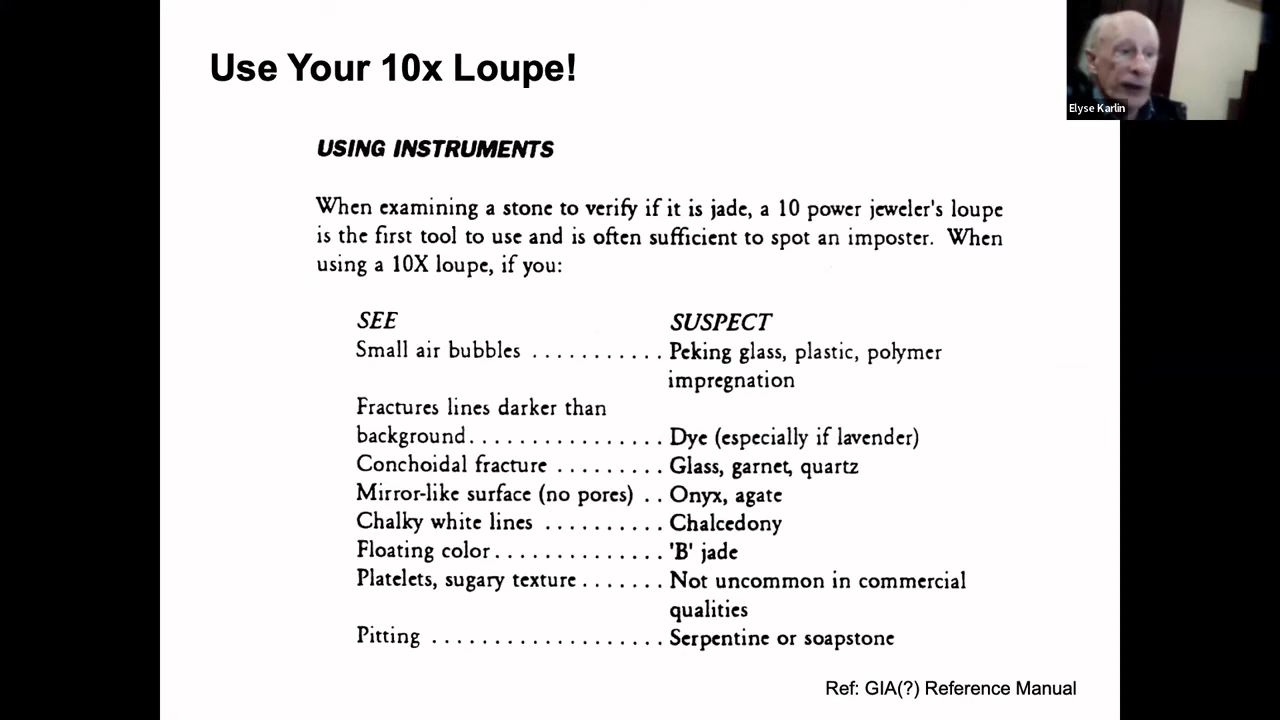 Use Your 10x Loupe!
Elyse Karlin
USING INSTRUMENTS
When examining a stone to verify if it is jade, a 10 power jeweler's loupe
is the first tool to use and is often sufficient to spot an imposter. When
using a 10X loupe, if you:
SEE SUSPECT
Small air bubbles . . . . . . . . . . . Peking glass, plastic, polymer
impregnation
Fractures lines darker than
background. . . . . . . . . . . . . . . . Dye (especially if lavender)
Conchoidal fracture . . . . . . . . . Glass, garnet, quartz
Mirror-like surface (no pores) . . Onyx, agate
Chalky white lines . . . . . . . . . . Chalcedony
Floating color. . . . . . . . . . . . . . 'B' jade
Platelets, sugary texture . . . . . . . Not uncommon in commercial
qualities
Pitting . . . . . . . . . . . . . . . . . . . Serpentine or soapstone
Ref: GIA(?) Reference Manual